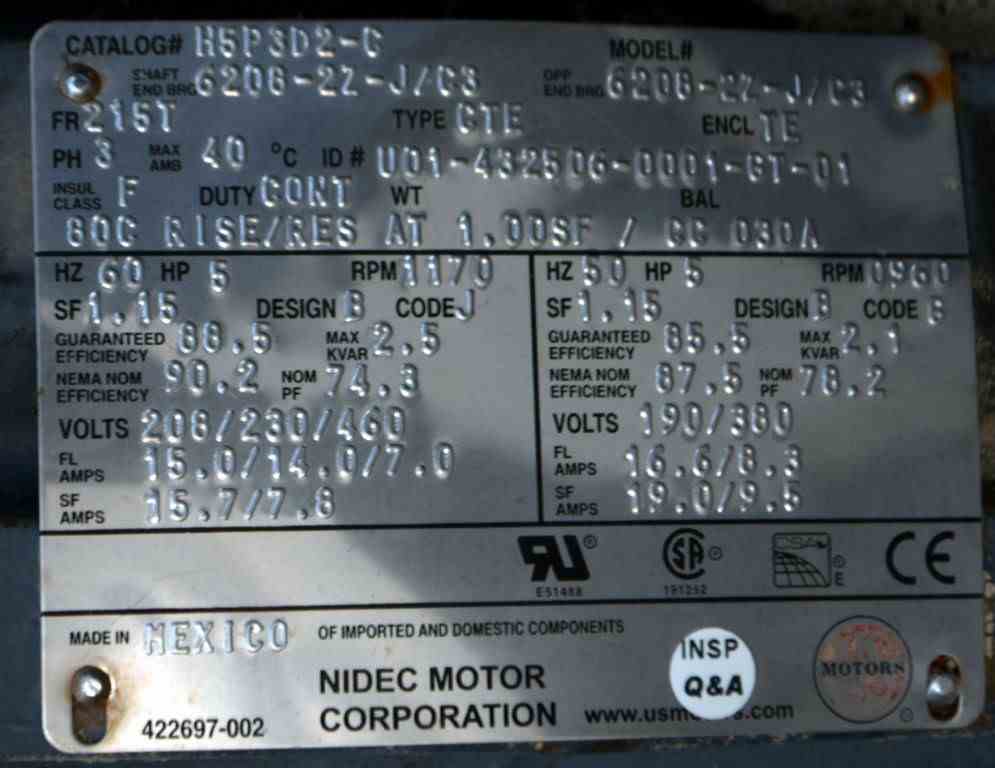 CATALOG# H5P3D2-C MODEL#
SHAFT END BRG 6208-2Z-J/C3 OPP END BRG 6208-2Z-J/C3
FR 215T TYPE CTE ENCL TE
PH 3 MAX AMB 40 °C ID# U01-432506-0001-GT-01
INSUL CLASS F DUTY CONT WT BAL
80C RISE/RES AT 1.00SF / CC 030A
HZ 60 HP 5 RPM 1170
SF 1.15 DESIGN B CODE J
GUARANTEED EFFICIENCY 88.5 MAX KVAR 2.5
NEMA NOM EFFICIENCY 90.2 NOM PF 74.3
VOLTS 208/230/460
FL AMPS 15.0/14.0/7.0
SF AMPS 15.7/7.8
HZ 50 HP 5 RPM 0960
SF 1.15 DESIGN B CODE G
GUARANTEED EFFICIENCY 85.5 MAX KVAR 2.1
NEMA NOM EFFICIENCY 87.5 NOM PF 78.2
VOLTS 190/380
FL AMPS 16.6/8.3
SF AMPS 19.0/9.5
RU ® SA ® ® E CE
E51488 191252
MADE IN MEXICO OF IMPORTED AND DOMESTIC COMPONENTS
NIDEC MOTOR
CORPORATION
INSP
Q&A
MOTORS ®
422697-002